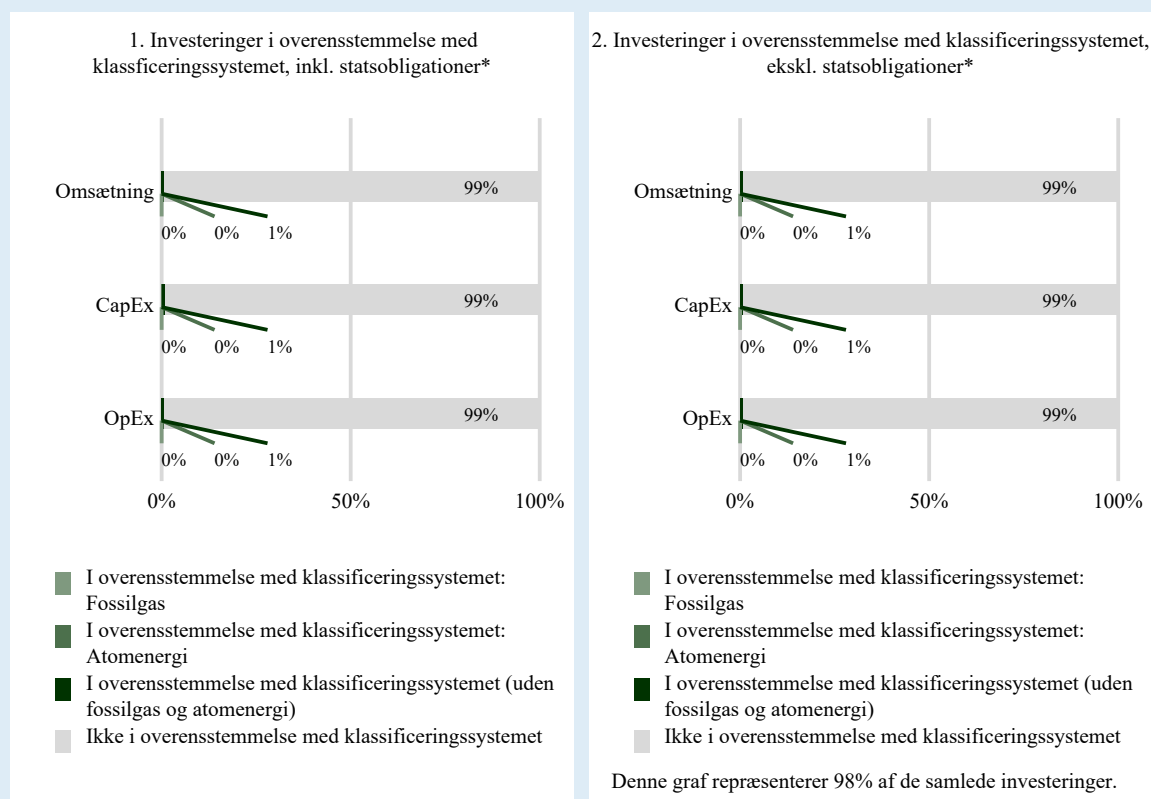 1. Investeringer i overensstemmelse med
klassficeringssystemet, inkl. statsobligationer*
Omsætning
99%
0% 0% 1%
CapEx
99%
0% 0% 1%
OpEx
99%
0% 0% 1%
0% 50% 100%
I overensstemmelse med klassificeringssystemet:
Fossilgas
I overensstemmelse med klassificeringssystemet:
Atomenergi
I overensstemmelse med klassificeringssystemet (uden
fossilgas og atomenergi)
Ikke i overensstemmelse med klassificeringssystemet
2. Investeringer i overensstemmelse med klassificeringssystemet,
ekskl. statsobligationer*
Omsætning
99%
0% 0% 1%
CapEx
99%
0% 0% 1%
OpEx
99%
0% 0% 1%
0% 50% 100%
I overensstemmelse med klassificeringssystemet:
Fossilgas
I overensstemmelse med klassificeringssystemet:
Atomenergi
I overensstemmelse med klassificeringssystemet (uden
fossilgas og atomenergi)
Ikke i overensstemmelse med klassificeringssystemet
Denne graf repræsenterer 98% af de samlede investeringer.